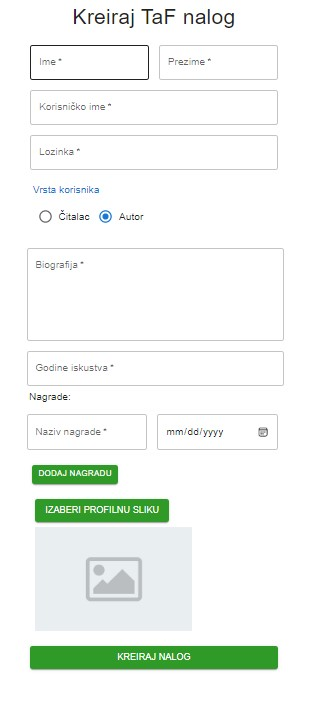 Kreiraj TaF nalog
Ime *
Prezime *
Korisničko ime *
Lozinka *
Vrsta korisnika
Čitalac
Autor
Biografija *
Godine iskustva *
Nagrade:
Naziv nagrade *
mm/dd/yyyy
DODAJ NAGRADU
IZABERI PROFILNU SLIKU
KREIRAJ NALOG